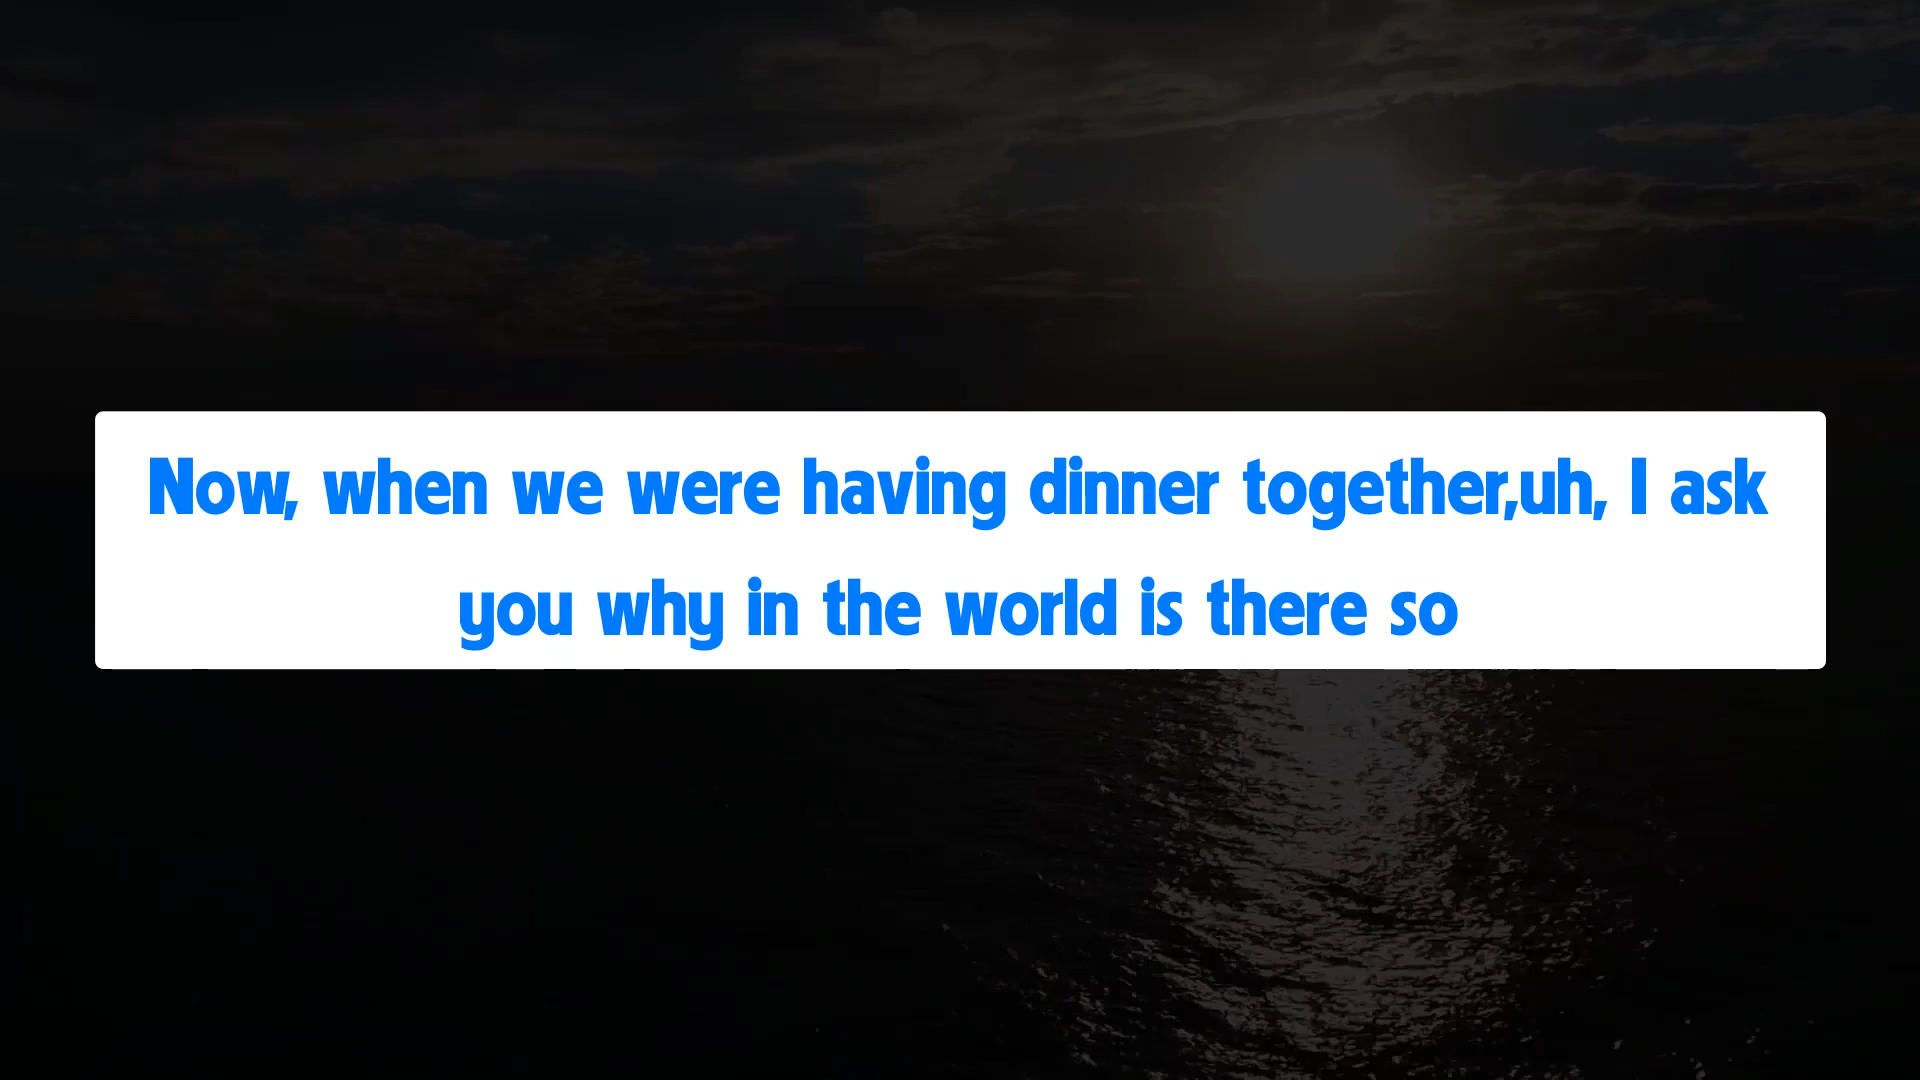 Now, when we were having dinner together,uh, I ask
you why in the world is there so